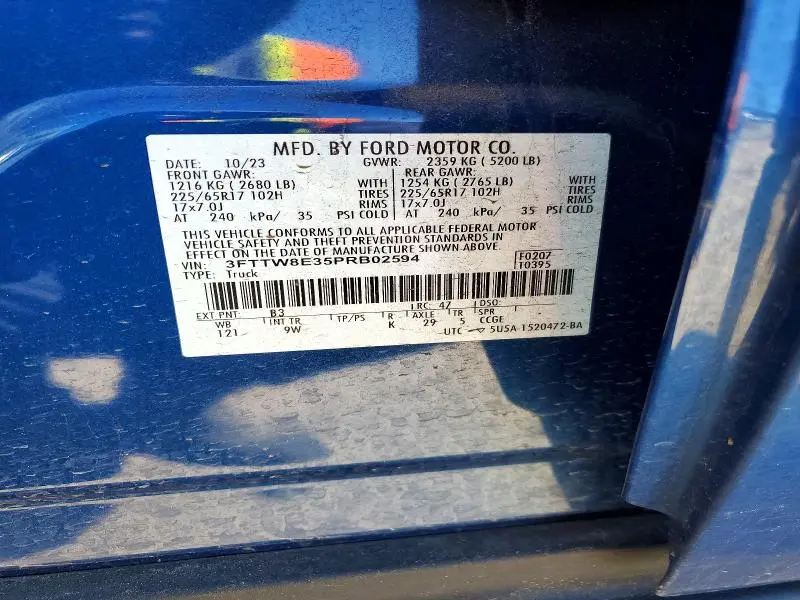 MFD. BY FORD MOTOR CO.
DATE: 10/23 GVWR: 2359 KG ( 5200 LB)
FRONT GAWR: REAR GAWR:
1216 KG ( 2680 LB) WITH 1254 KG ( 2765 LB) WITH
225/65R17 102H TIRES 225/65R17 102H TIRES
17x7.0J RIMS 17x7.0J RIMS
AT 240 kPa/ 35 PSI COLD AT 240 kPa/ 35 PSI COLD
THIS VEHICLE CONFORMS TO ALL APPLICABLE FEDERAL MOTOR
VEHICLE SAFETY AND THEFT PREVENTION STANDARDS IN
EFFECT ON THE DATE OF MANUFACTURE SHOWN ABOVE.
VIN: 3FTTW8E35PRB02594 F0207
TYPE: Truck T0395
EXT PNT: B3 RC: 47 DSO:
WB INT TR TP/PS R AXLE TR SPR
121 9W K 29 5 CCGE
UTC 5U5A-1520472-BA